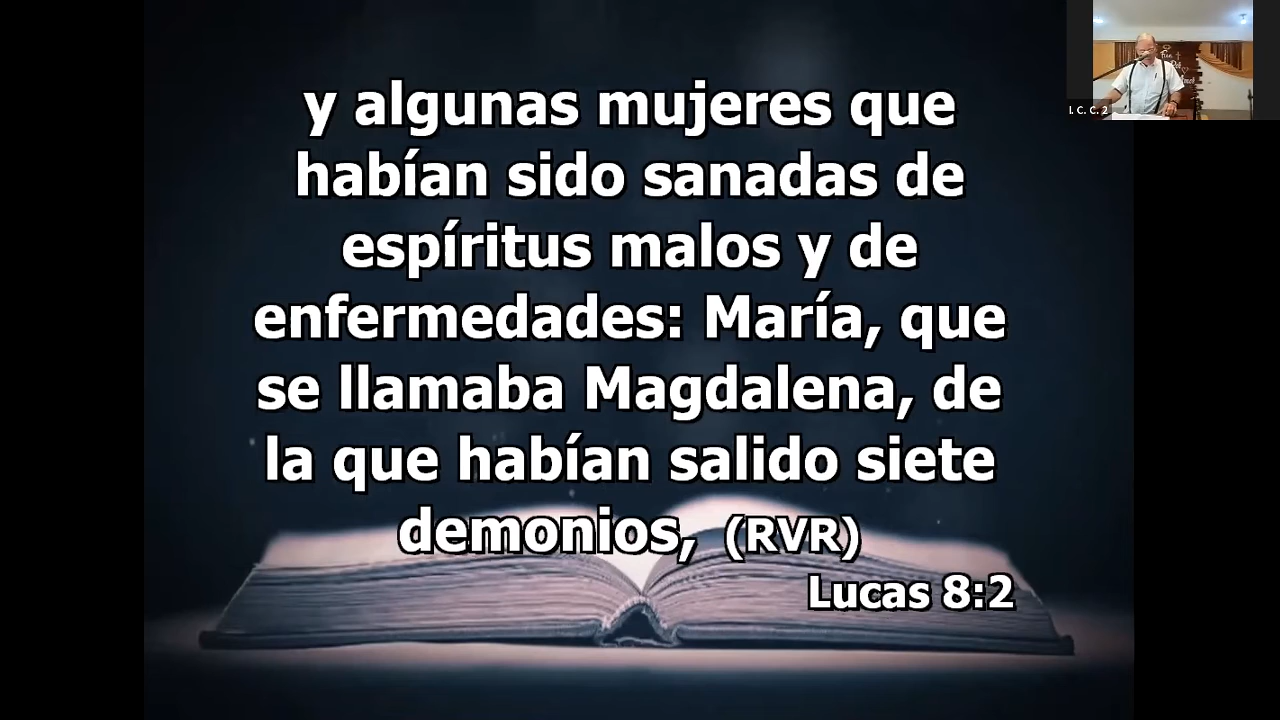 y algunas mujeres que
habían sido sanadas de
espíritus malos y de
enfermedades: María, que
se llamaba Magdalena, de
la que habían salido siete
demonios, (RVR)
Lucas 8:2
I. C. C. 2